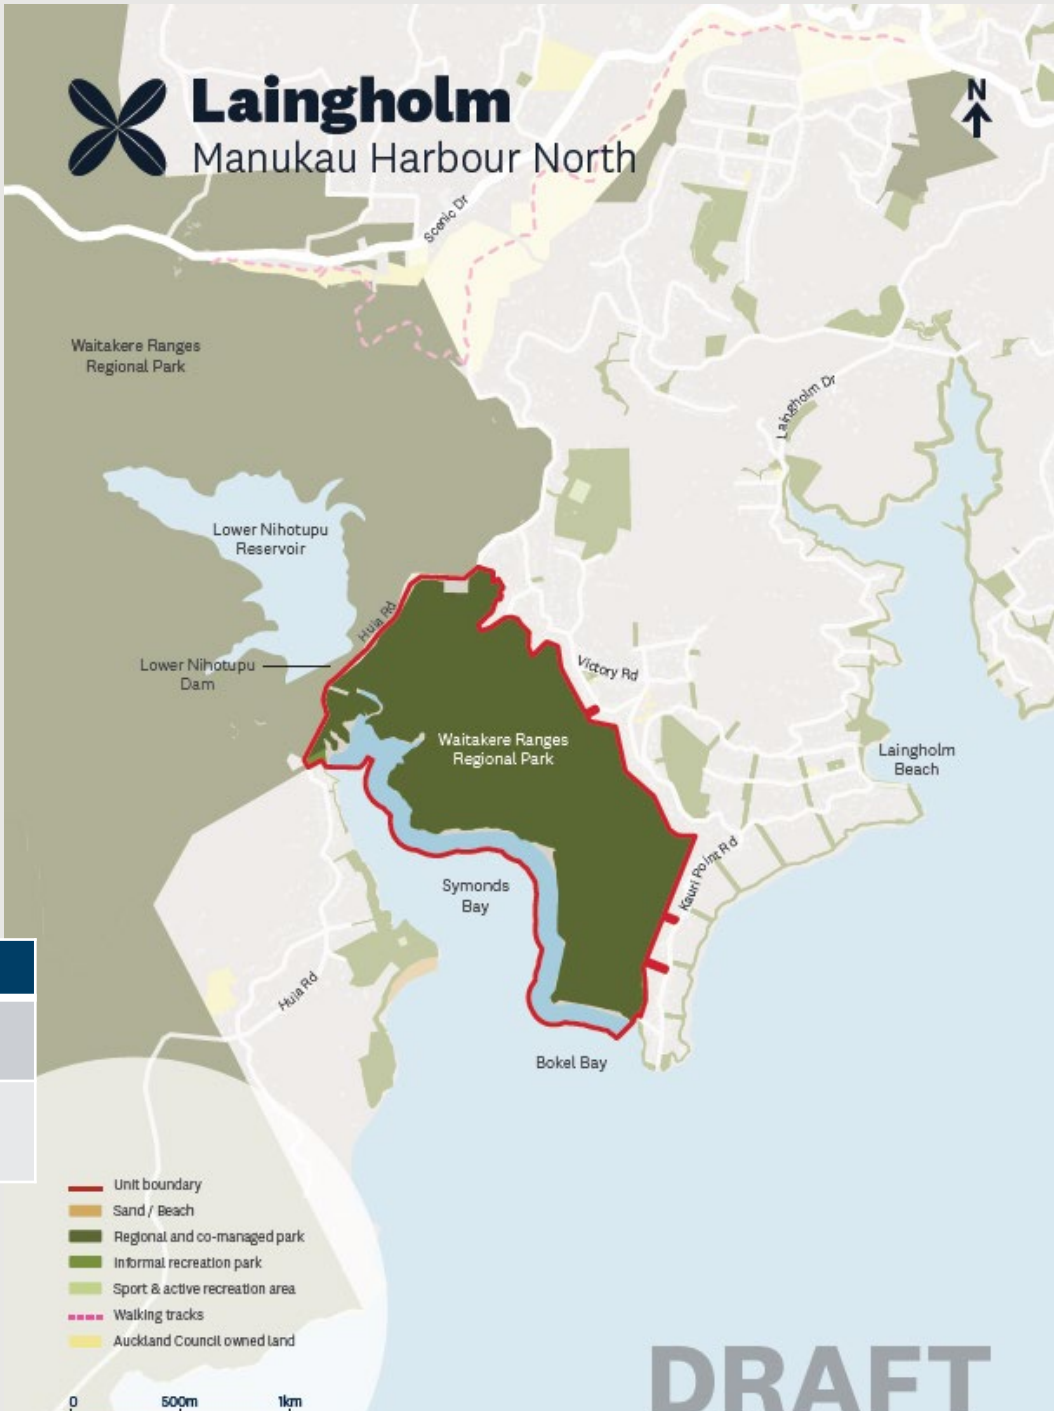 Laingholm
Manukau Harbour North
N
Scenic Dr
Waitakere Ranges
Regional Park
Laingholm Dr
Lower Nihotupu
Reservoir
Huia Rd
Lower Nihotupu
Dam
Victory Rd
Waitakere Ranges
Regional Park
Laingholm
Beach
Kauri Point Rd
Symonds
Bay
Huia Rd
Bokel Bay
Unit boundary
Sand / Beach
Regional and co-managed park
Informal recreation park
Sport & active recreation area
Walking tracks
Auckland Council owned land
0 500m 1km
DRAFT